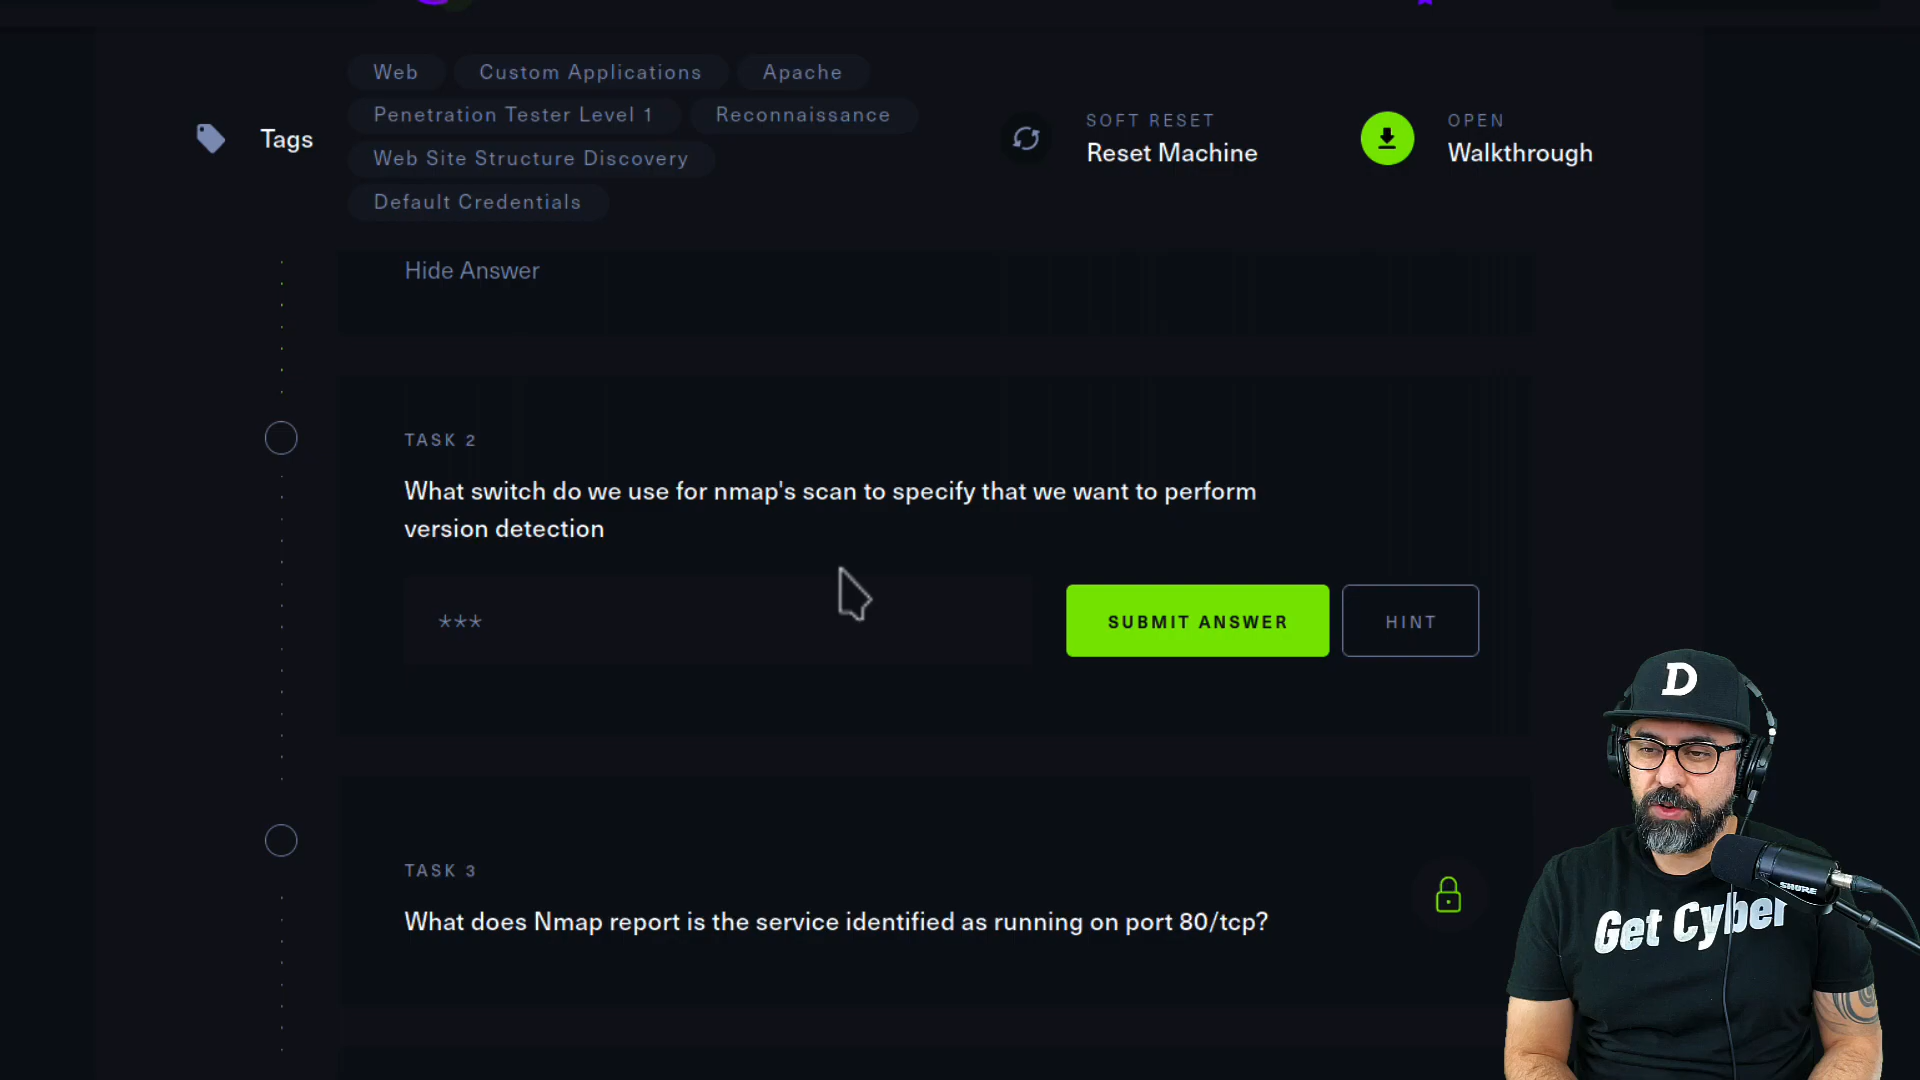 Web
Custom Applications
Apache
Penetration Tester Level 1
Reconnaissance
Tags
Web Site Structure Discovery
Default Credentials
SOFT RESET
Reset Machine
OPEN
Walkthrough
Hide Answer
TASK 2
What switch do we use for nmap's scan to specify that we want to perform
version detection
***
SUBMIT ANSWER
HINT
TASK 3
What does Nmap report is the service identified as running on port 80/tcp?
D
SHURE
Get Cyber